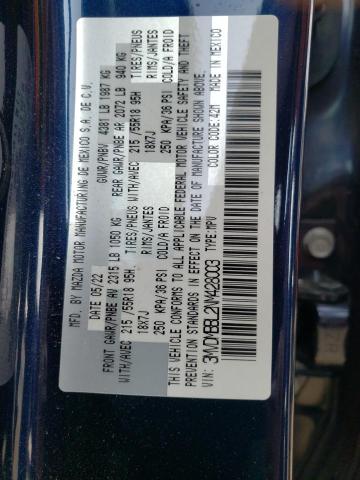 MFD. BY MAZDA MOTOR MANUFACTURING DE MEXICO S.A. DE C.V.
DATE 05/22 GVWR/PNBV 4381 LB 1987 KG
FRONT GAWR/PNBE AV 2315 LB 1050 KG REAR GAWR/PNBE AR 2072 LB 940 KG
WITH/AVEC 215 /55R18 95H TIRES/PNEUS WITH/AVEC 215 /55R18 95H TIRES/PNEUS
18X7J RIMS/JANTES 18X7J RIMS/JANTES
250 KPA/36 PSI COLD/A FROID 250 KPA/36 PSI COLD/A FROID
THIS VEHICLE CONFORMS TO ALL APPLICABLE FEDERAL MOTOR VEHICLE SAFETY AND THEFT
PREVENTION STANDARDS IN EFFECT ON THE DATE OF MANUFACTURE SHOWN ABOVE.
VIN: TYPE: MPV COLOR CODE: 42M MADE IN MEXICO